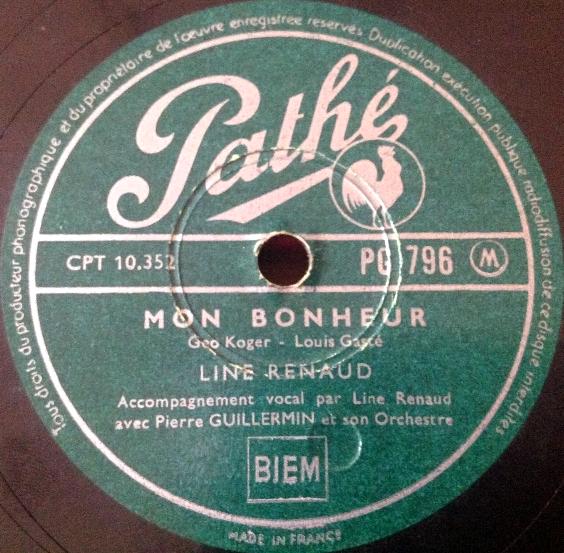 Tous droits du producteur phonographique et du propriétaire de l'œuvre enregistrée reservés Duplication exécution publique radiodiffusion de ce disque interdites
Pathé
CPT 10.352
PG 796 M
MON BONHEUR
Geo Koger - Louis Gasté
LINE RENAUD
Accompagnement vocal par Line Renaud
avec Pierre GUILLERMIN et son Orchestre
BIEM
MADE IN FRANCE